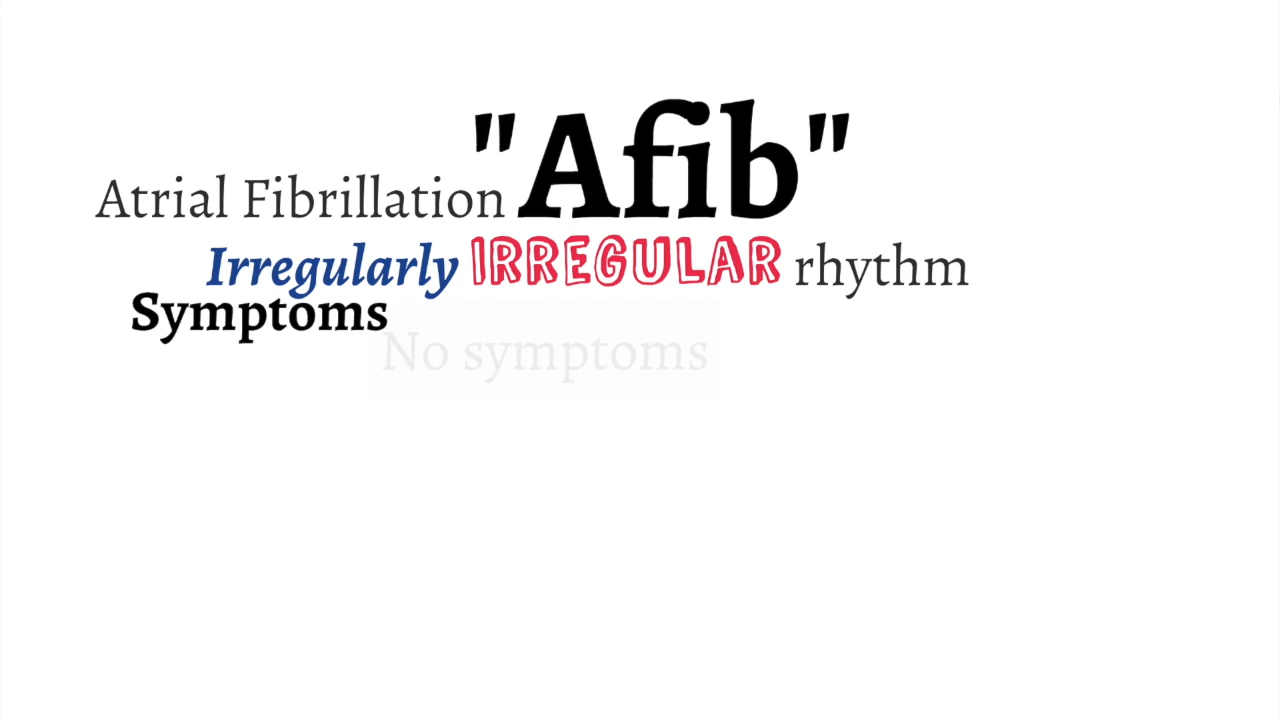 Atrial Fibrillation "Afib"
Irregularly IRREGULAR rhythm
Symptoms
No symptoms